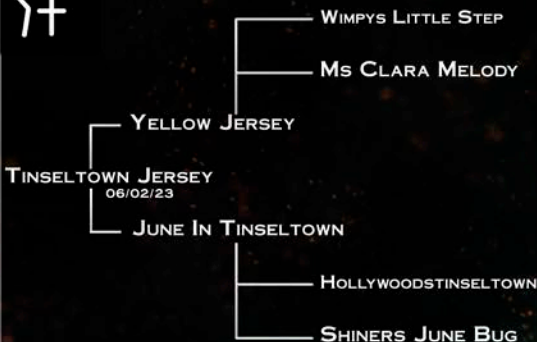 Wimpys Little Step
Ms Clara Melody
Yellow Jersey
Tinseltown Jersey
06/02/23
June In Tinseltown
Hollywoodstinseltown
Shiners June Bug